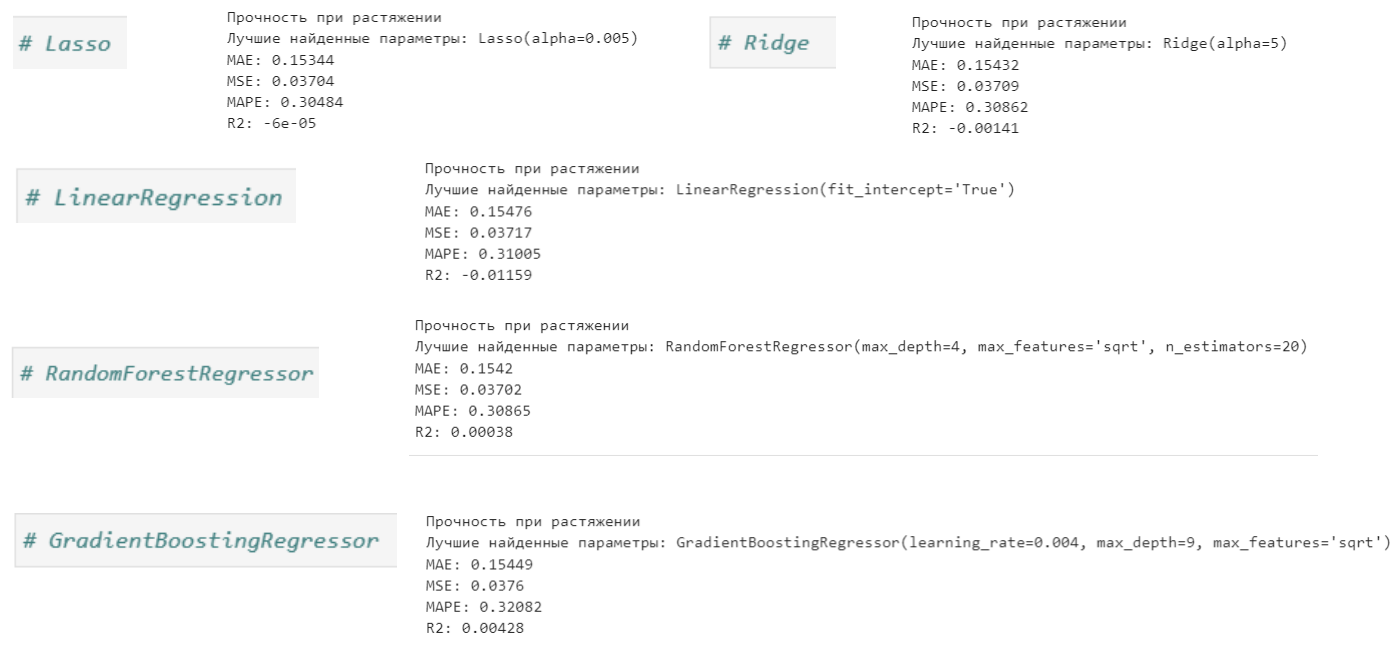 # Lasso
Прочность при растяжении
Лучшие найденные параметры: Lasso(alpha=0.005)
MAE: 0.15344
MSE: 0.03704
MAPE: 0.30484
R2: -6e-05
# Ridge
Прочность при растяжении
Лучшие найденные параметры: Ridge(alpha=5)
MAE: 0.15432
MSE: 0.03709
MAPE: 0.30862
R2: -0.00141
# LinearRegression
Прочность при растяжении
Лучшие найденные параметры: LinearRegression(fit_intercept='True')
MAE: 0.15476
MSE: 0.03717
MAPE: 0.31005
R2: -0.01159
# RandomForestRegressor
Прочность при растяжении
Лучшие найденные параметры: RandomForestRegressor(max_depth=4, max_features='sqrt', n_estimators=20)
MAE: 0.1542
MSE: 0.03702
MAPE: 0.30865
R2: 0.00038
# GradientBoostingRegressor
Прочность при растяжении
Лучшие найденные параметры: GradientBoostingRegressor(learning_rate=0.004, max_depth=9, max_features='sqrt')
MAE: 0.15449
MSE: 0.0376
MAPE: 0.32082
R2: 0.00428